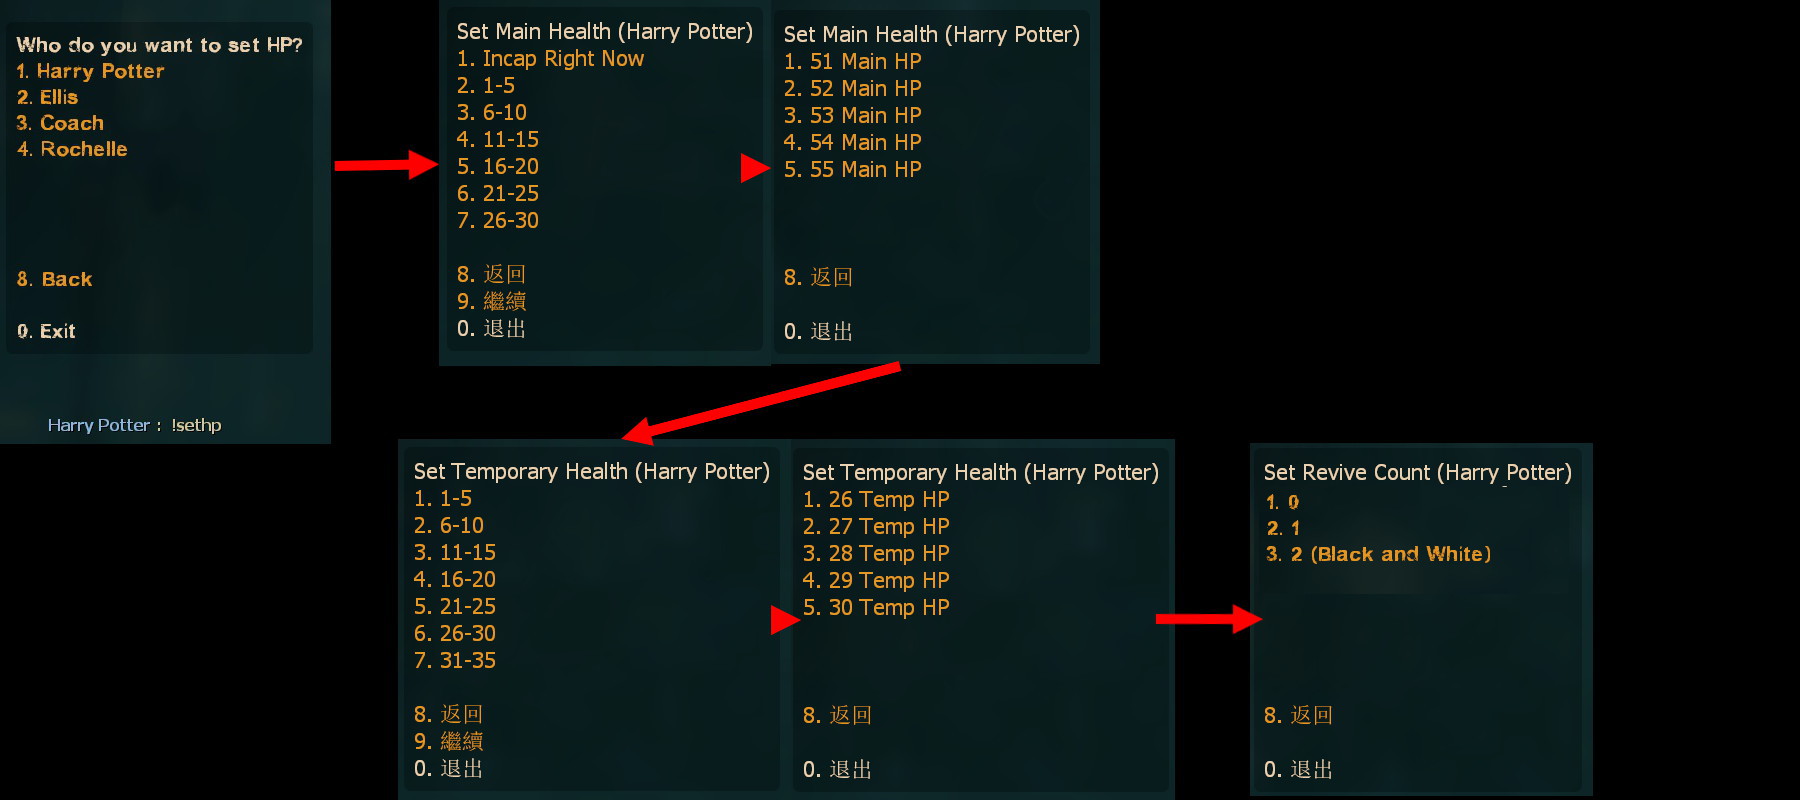 Who do you want to set HP?
1. Harry Potter
2. Ellis
3. Coach
4. Rochelle
8. Back
0. Exit
Harry Potter : !sethp
Set Main Health (Harry Potter)
1. Incap Right Now
2. 1-5
3. 6-10
4. 11-15
5. 16-20
6. 21-25
7. 26-30
8. 返回
9. 繼續
0. 退出
Set Main Health (Harry Potter)
1. 51 Main HP
2. 52 Main HP
3. 53 Main HP
4. 54 Main HP
5. 55 Main HP
8. 返回
0. 退出
Set Temporary Health (Harry Potter)
1. 1-5
2. 6-10
3. 11-15
4. 16-20
5. 21-25
6. 26-30
7. 31-35
8. 返回
9. 繼續
0. 退出
Set Temporary Health (Harry Potter)
1. 26 Temp HP
2. 27 Temp HP
3. 28 Temp HP
4. 29 Temp HP
5. 30 Temp HP
8. 返回
0. 退出
Set Revive Count (Harry Potter)
1. 0
2. 1
3. 2 (Black and White)
8. 返回
0. 退出